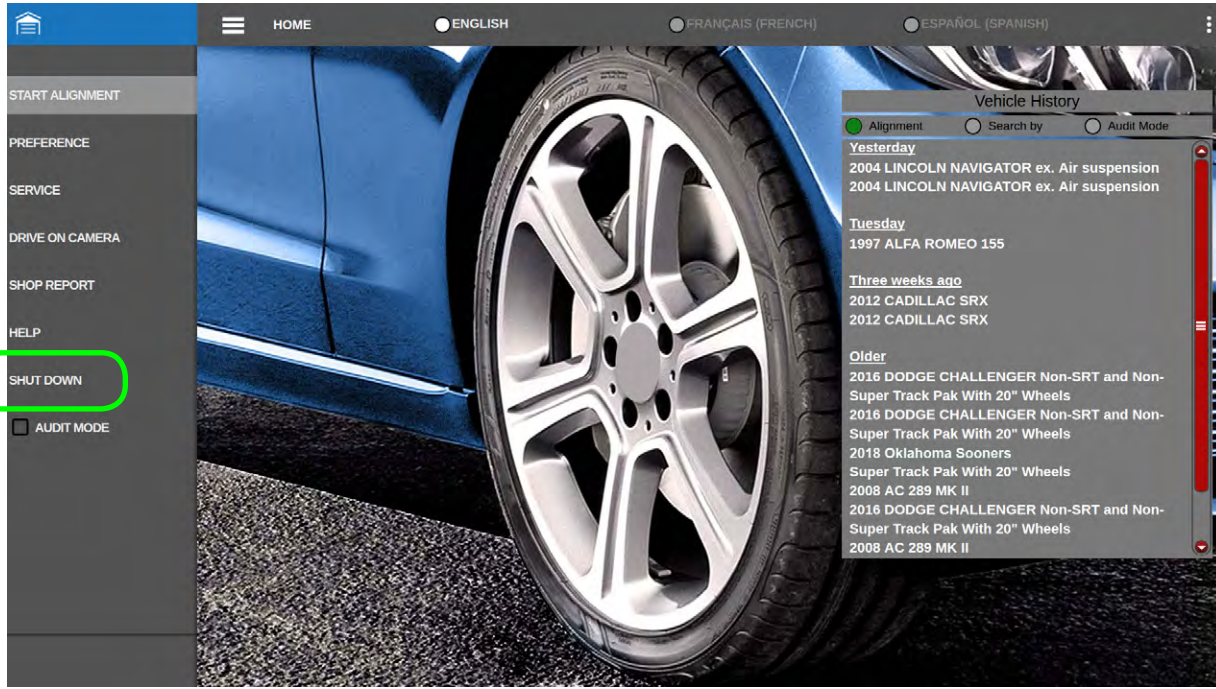 HOME
ENGLISH
FRANÇAIS (FRENCH)
ESPAÑOL (SPANISH)
START ALIGNMENT
PREFERENCE
SERVICE
DRIVE ON CAMERA
SHOP REPORT
HELP
SHUT DOWN
AUDIT MODE
Vehicle History
Alignment
Search by
Audit Mode
Yesterday
2004 LINCOLN NAVIGATOR ex. Air suspension
2004 LINCOLN NAVIGATOR ex. Air suspension
Tuesday
1997 ALFA ROMEO 155
Three weeks ago
2012 CADILLAC SRX
2012 CADILLAC SRX
Older
2016 DODGE CHALLENGER Non-SRT and Non-
Super Track Pak With 20" Wheels
2016 DODGE CHALLENGER Non-SRT and Non-
Super Track Pak With 20" Wheels
2018 Oklahoma Sooners
Super Track Pak With 20" Wheels
2008 AC 289 MK II
2016 DODGE CHALLENGER Non-SRT and Non-
Super Track Pak With 20" Wheels
2008 AC 289 MK II